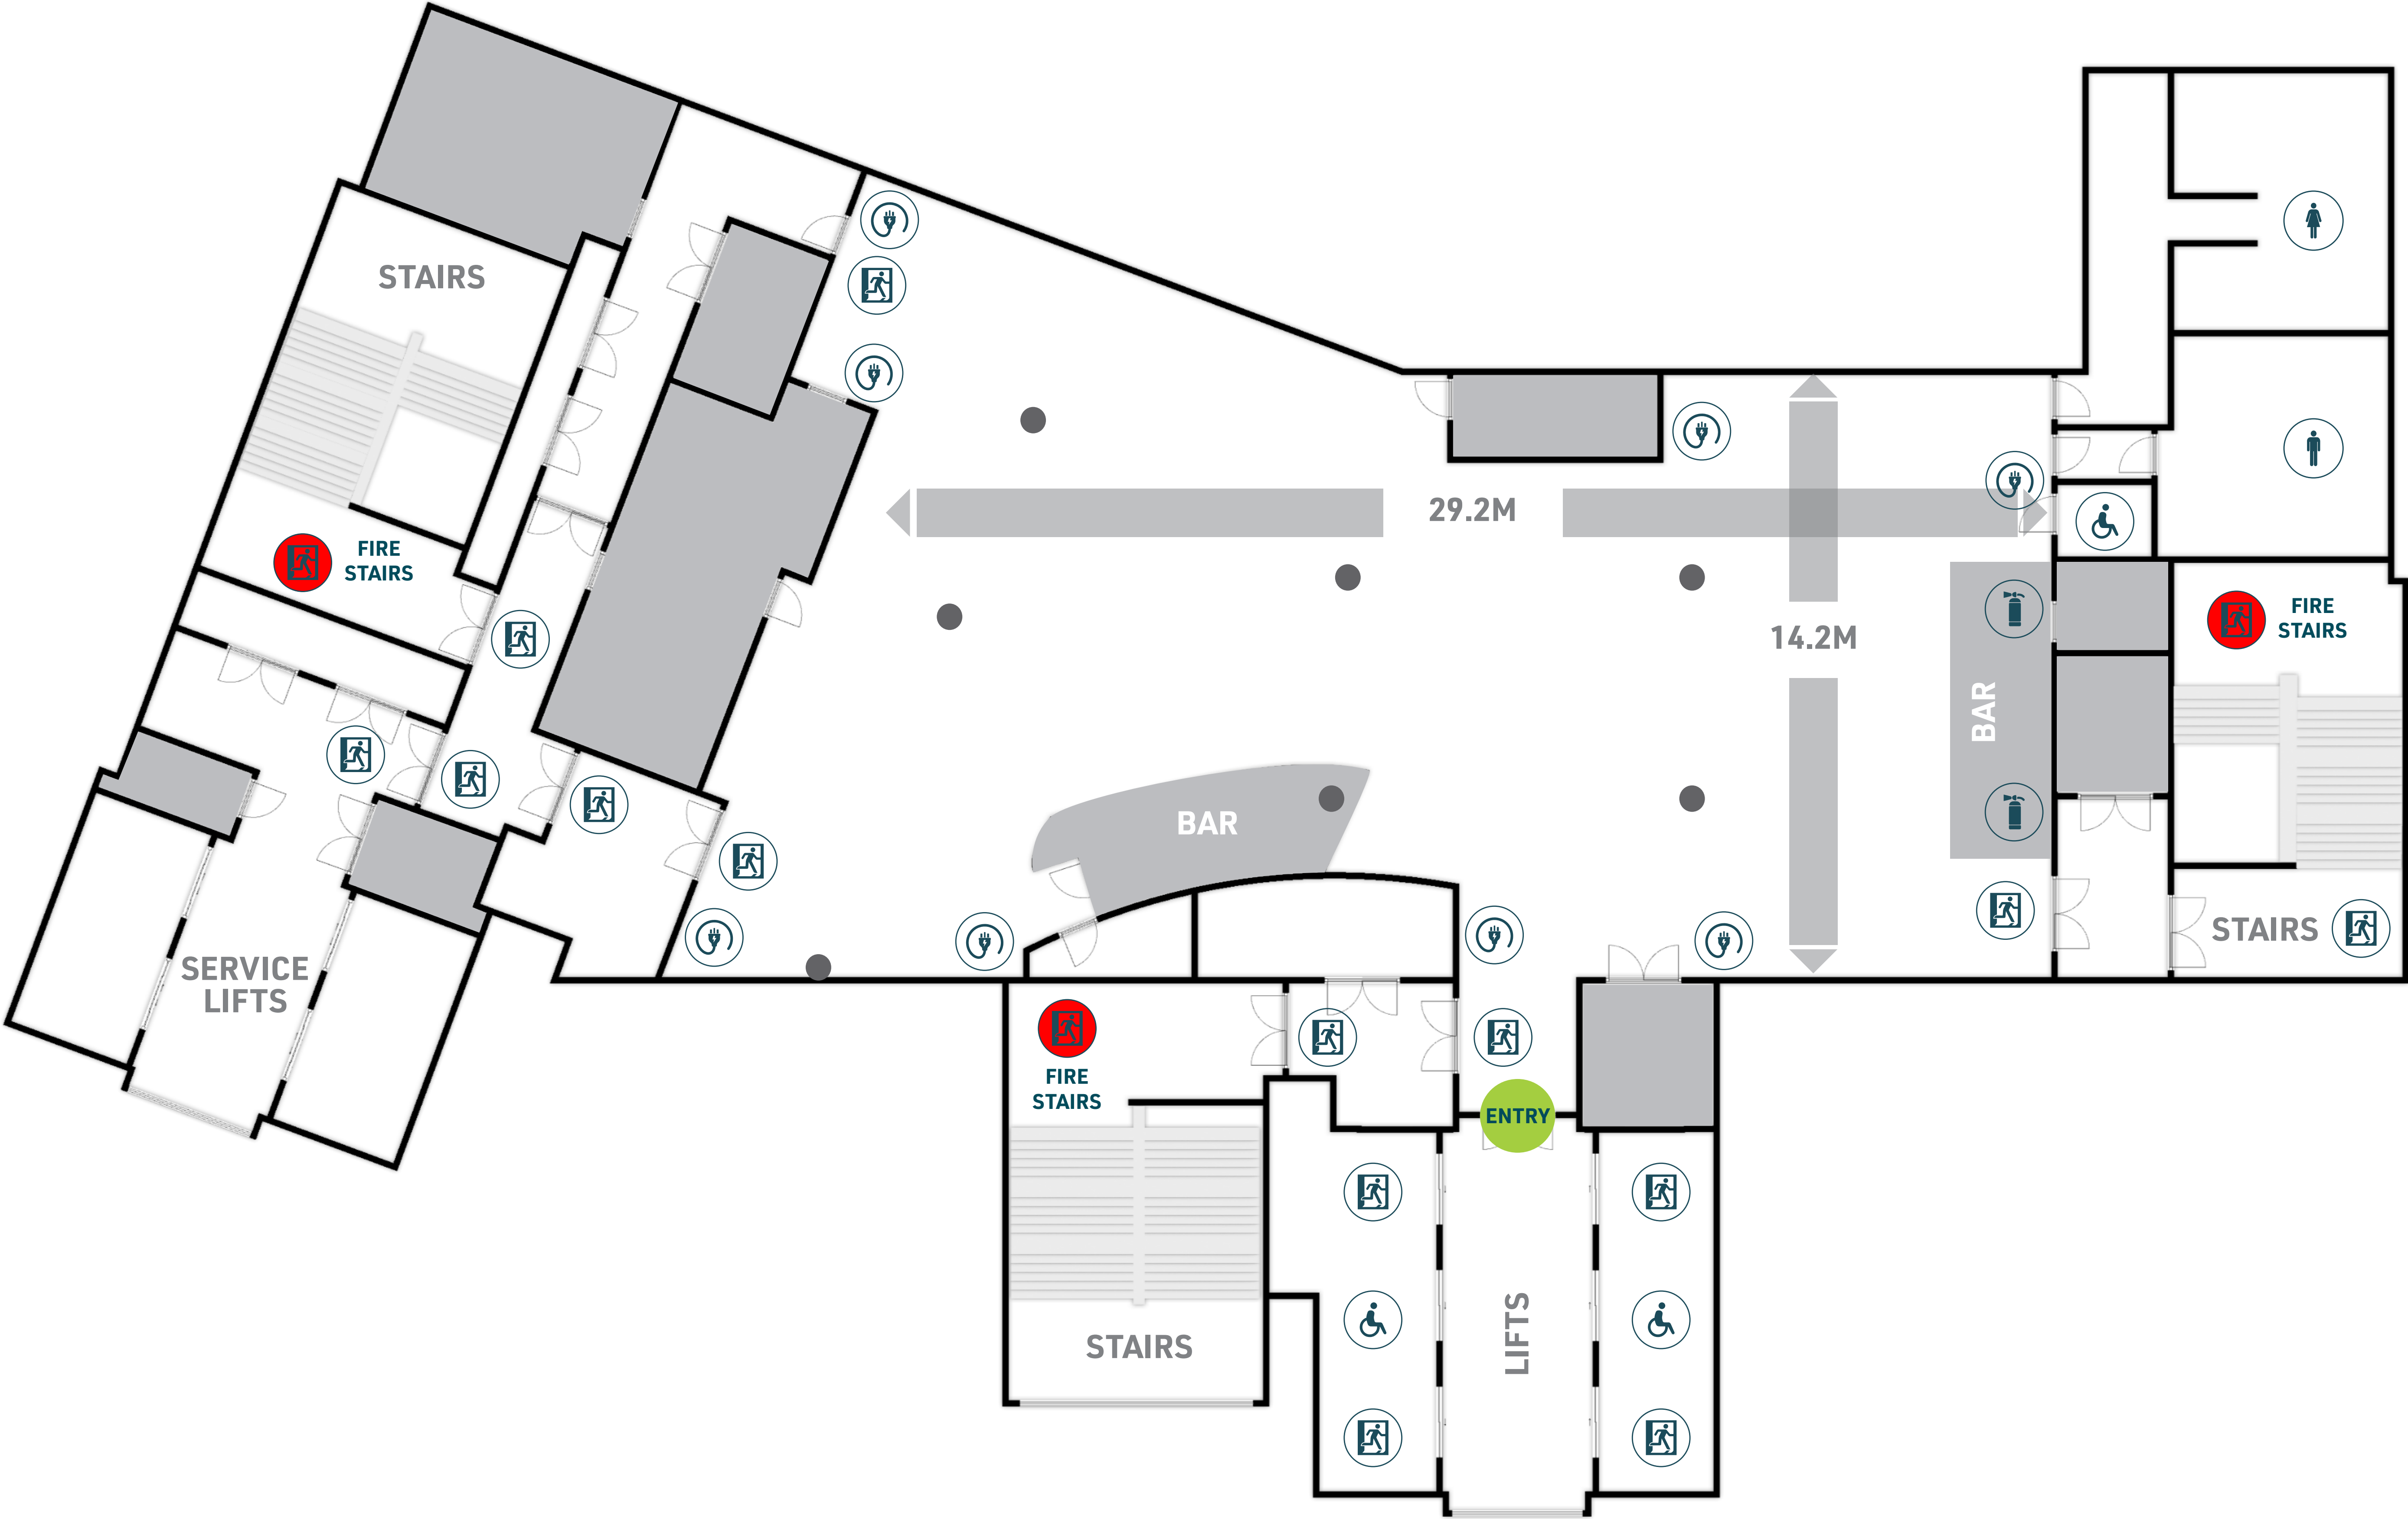 STAIRS
FIRE
STAIRS
29.2M
14.2M
FIRE
STAIRS
BAR
BAR
STAIRS
SERVICE
LIFTS
FIRE
STAIRS
ENTRY
LIFTS
STAIRS